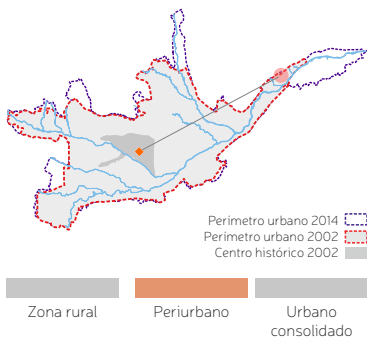 Perímetro urbano 2014
Perímetro urbano 2002
Centro histórico 2002
Zona rural
Periurbano
Urbano
consolidado